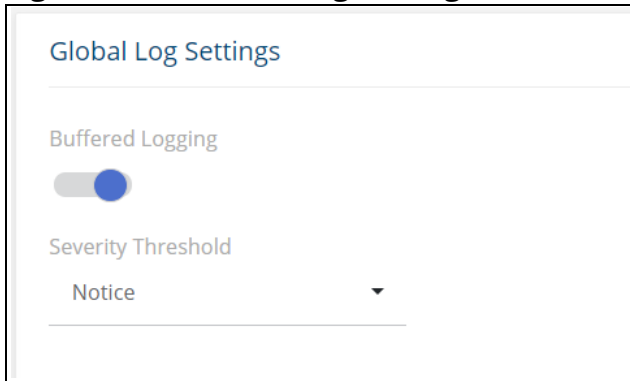 Global Log Settings
Buffered Logging
Severity Threshold
Notice